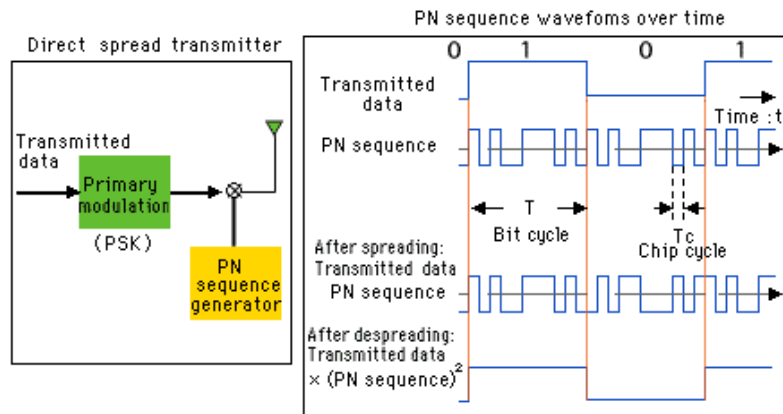 PN sequence wavefoms over time
Direct spread transmitter
0 1 0 1
Transmitted
data
Time :t
PN sequence
Transmitted
data
Primary
modulation
(PSK)
PN
sequence
generator
T
Bit cycle
Tc
Chip cycle
After spreading:
Transmitted data
PN sequence
After despreading:
Transmitted data
× (PN sequence)²